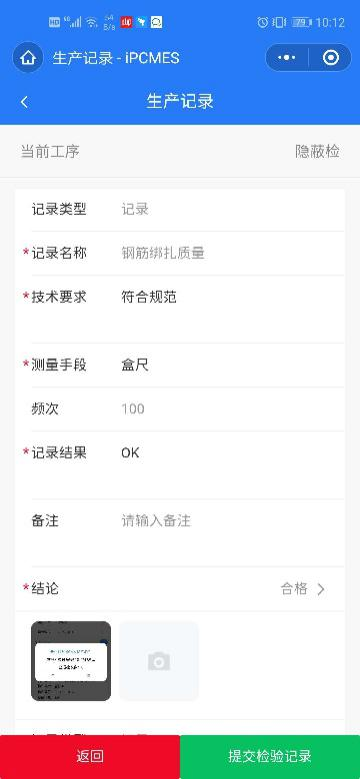 10:12
生产记录 - iPCMES
生产记录
当前工序 隐蔽检
记录类型 记录
*记录名称 钢筋绑扎质量
*技术要求 符合规范
*测量手段 盒尺
频次 100
*记录结果 OK
备注 请输入备注
*结论 合格
返回 提交检验记录